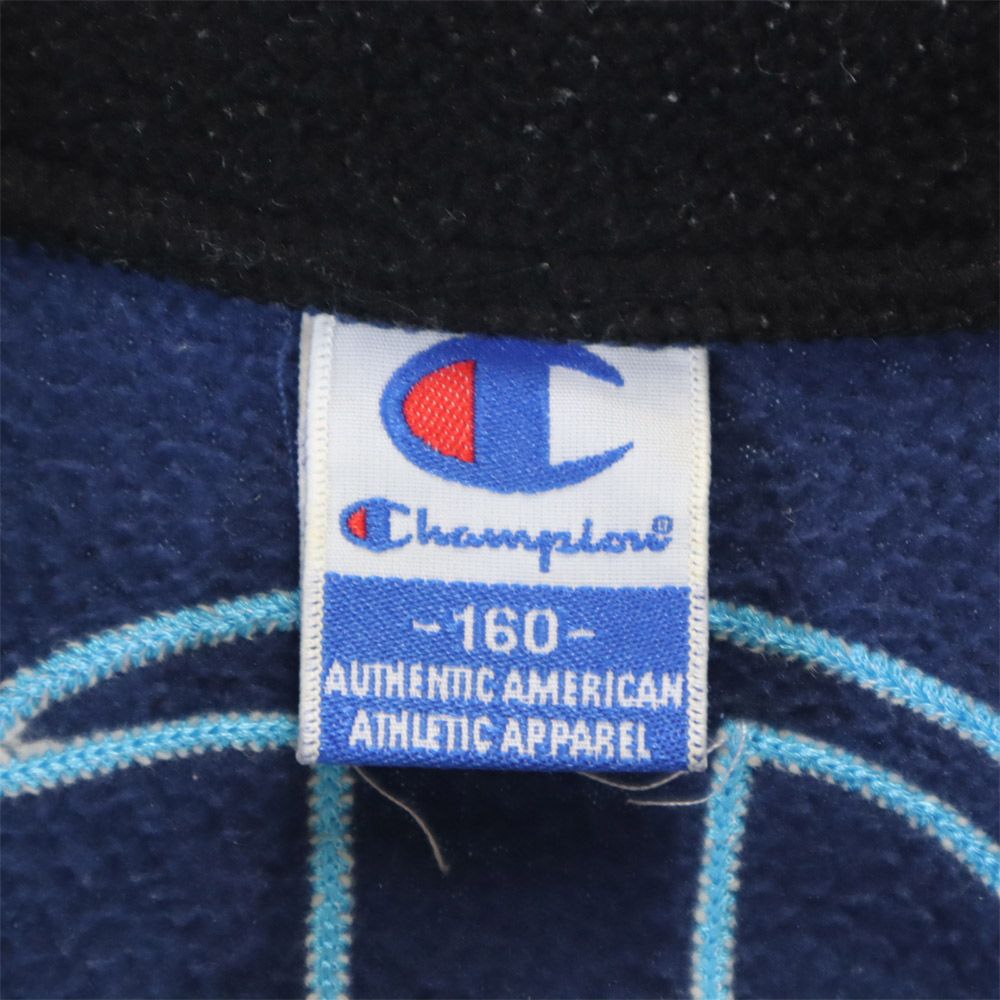 Champion®
-160-
AUTHENTIC AMERICAN
ATHLETIC APPAREL